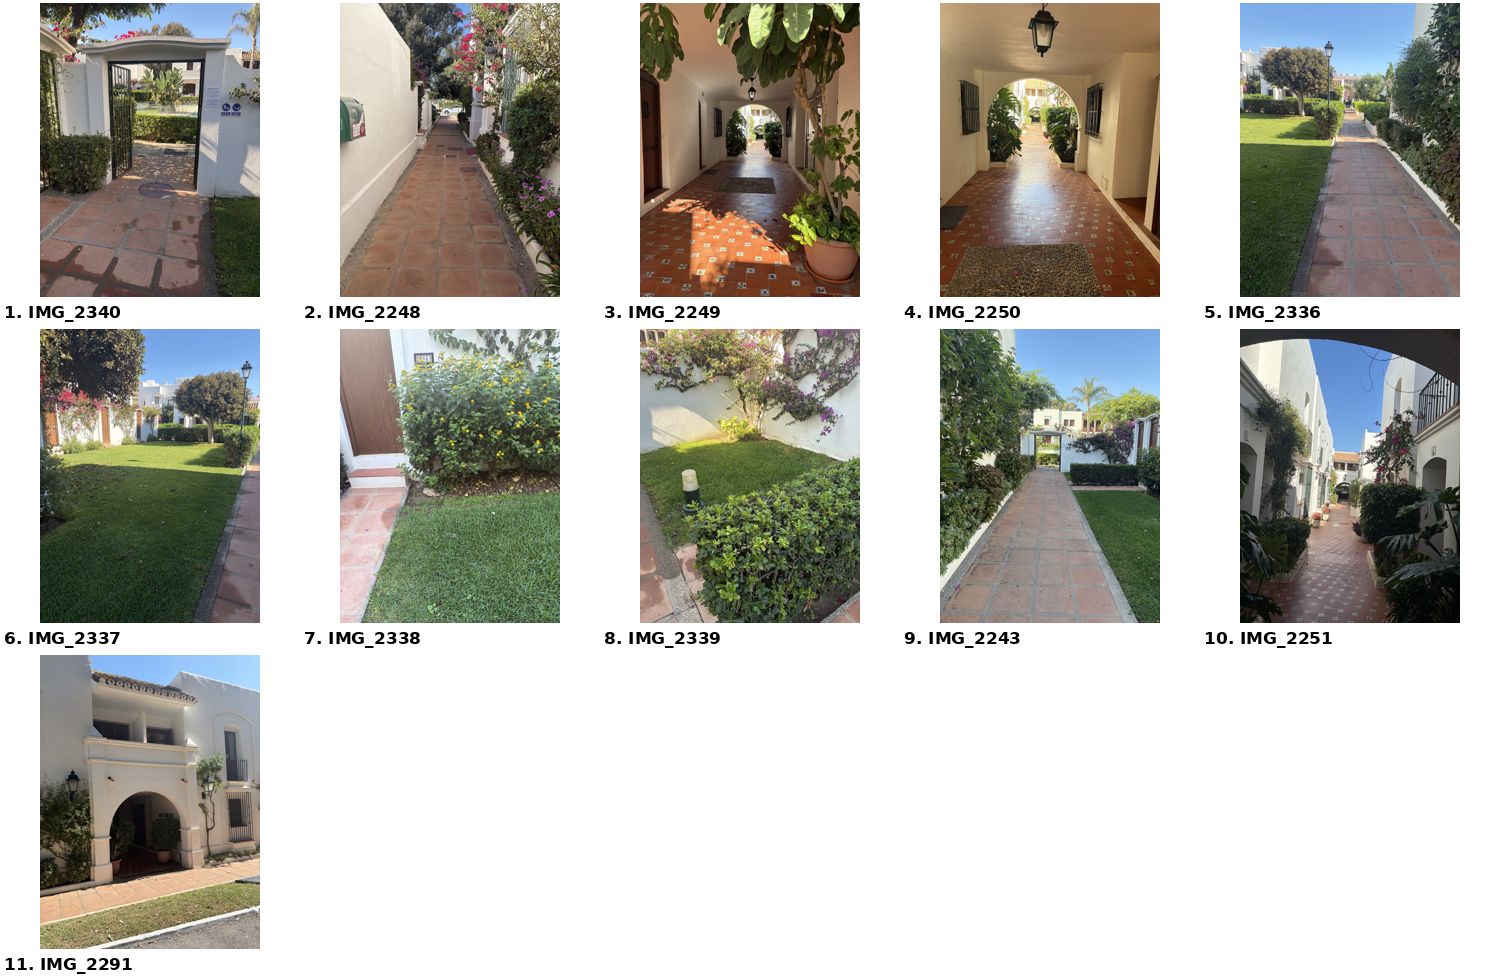 1. IMG_2340
2. IMG_2248
3. IMG_2249
4. IMG_2250
5. IMG_2336
6. IMG_2337
7. IMG_2338
8. IMG_2339
9. IMG_2243
10. IMG_2251
11. IMG_2291